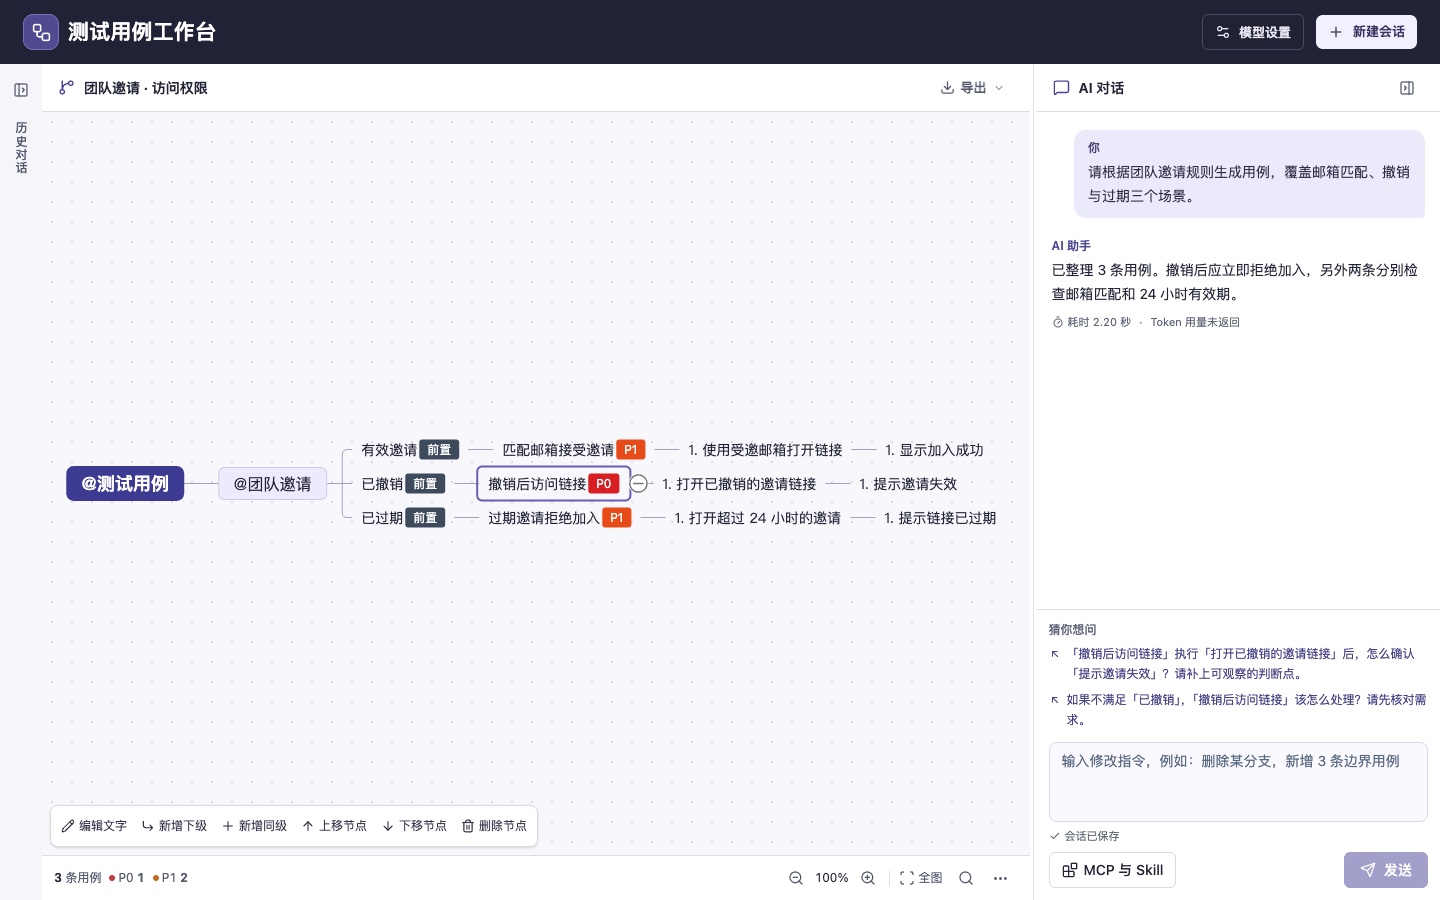 测试用例工作台
模型设置
新建会话
历史对话
团队邀请 · 访问权限
导出
@测试用例
@团队邀请
有效邀请 前置 匹配邮箱接受邀请 P1 1. 使用受邀邮箱打开链接 1. 显示加入成功
已撤销 前置 撤销后访问链接 P0 1. 打开已撤销的邀请链接 1. 提示邀请失效
已过期 前置 过期邀请拒绝加入 P1 1. 打开超过 24 小时的邀请 1. 提示链接已过期
编辑文字 新增下级 新增同级 上移节点 下移节点 删除节点
3 条用例 P0 1 P1 2
100%
全图
AI 对话
你
请根据团队邀请规则生成用例，覆盖邮箱匹配、撤销
与过期三个场景。
AI 助手
已整理 3 条用例。撤销后应立即拒绝加入，另外两条分别检
查邮箱匹配和 24 小时有效期。
耗时 2.20 秒 · Token 用量未返回
猜你想问
「撤销后访问链接」执行「打开已撤销的邀请链接」后，怎么确认
「提示邀请失效」？请补上可观察的判断点。
如果不满足「已撤销」，「撤销后访问链接」该怎么处理？请先核对需
求。
输入修改指令，例如：删除某分支，新增 3 条边界用例
会话已保存
MCP 与 Skill
发送